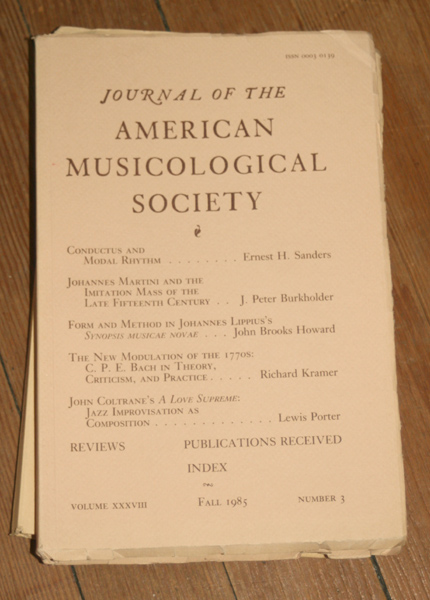 ISSN 0003 0139
JOURNAL OF THE
AMERICAN
MUSICOLOGICAL
SOCIETY
CONDUCTUS AND
MODAL RHYTHM . . . . . . . . Ernest H. Sanders
JOHANNES MARTINI AND THE
IMITATION MASS OF THE
LATE FIFTEENTH CENTURY . . J. Peter Burkholder
FORM AND METHOD IN JOHANNES LIPPIUS'S
SYNOPSIS MUSICAE NOVAE . . . John Brooks Howard
THE NEW MODULATION OF THE 1770S:
C. P. E. BACH IN THEORY,
CRITICISM, AND PRACTICE . . . . . Richard Kramer
JOHN COLTRANE'S A LOVE SUPREME:
JAZZ IMPROVISATION AS
COMPOSITION . . . . . . . . . . . . . Lewis Porter
REVIEWS PUBLICATIONS RECEIVED
INDEX
VOLUME XXXVIII FALL 1985 NUMBER 3